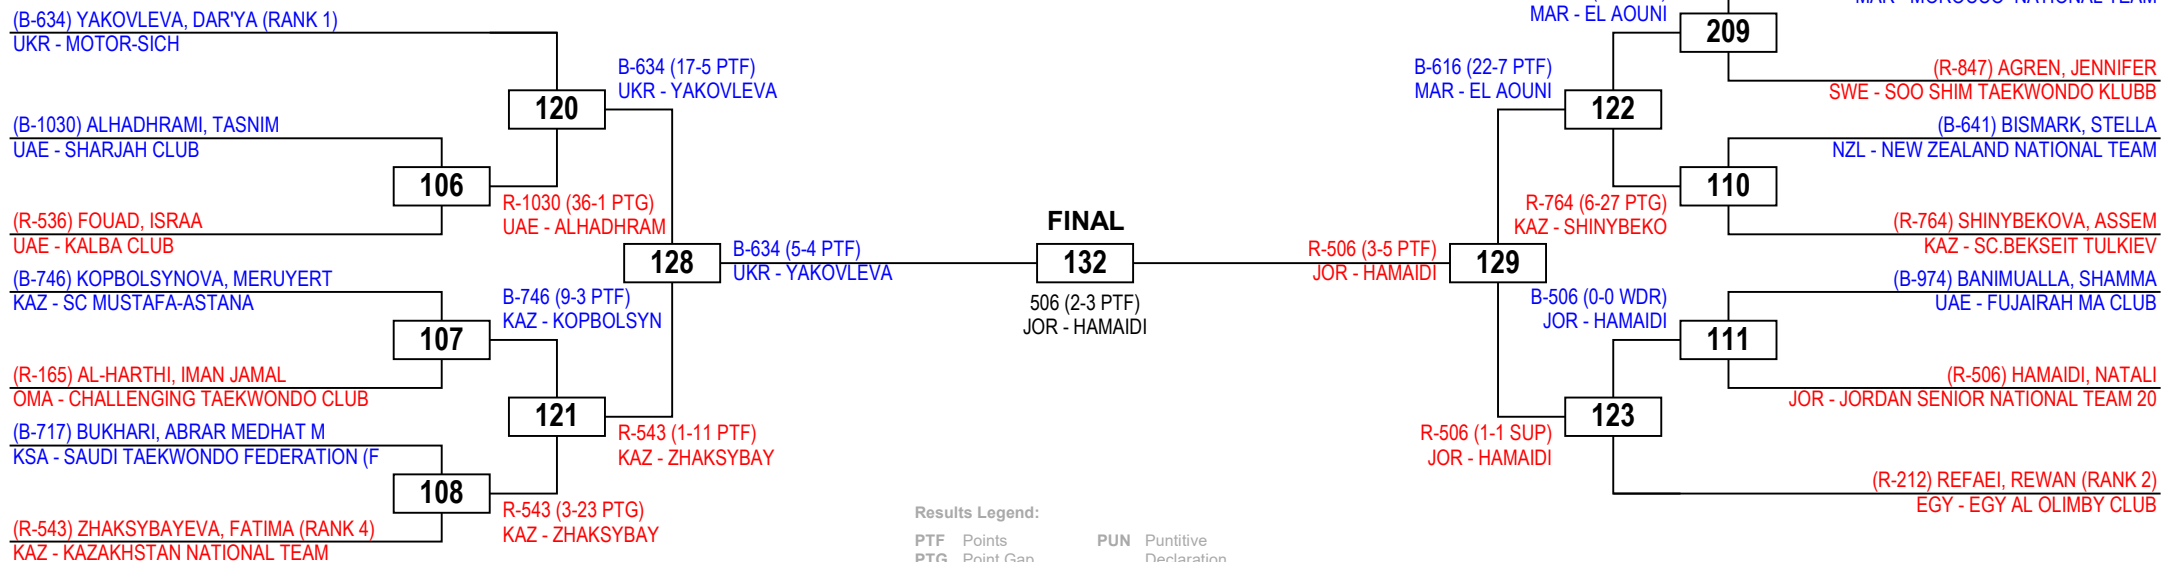 (B-634) YAKOVLEVA, DAR'YA (RANK 1)
UKR - MOTOR-SICH
B-634 (17-5 PTF)
UKR - YAKOVLEVA
120
(B-1030) ALHADHRAMI, TASNIM
UAE - SHARJAH CLUB
106
R-1030 (36-1 PTG)
UAE - ALHADHRAM
(R-536) FOUAD, ISRAA
UAE - KALBA CLUB
128
B-634 (5-4 PTF)
UKR - YAKOVLEVA
(B-746) KOPBOLSYNOVA, MERUYERT
KAZ - SC MUSTAFA-ASTANA
B-746 (9-3 PTF)
KAZ - KOPBOLSYN
107
(R-165) AL-HARTHI, IMAN JAMAL
OMA - CHALLENGING TAEKWONDO CLUB
121
R-543 (1-11 PTF)
KAZ - ZHAKSYBAY
(B-717) BUKHARI, ABRAR MEDHAT M
KSA - SAUDI TAEKWONDO FEDERATION (F
108
R-543 (3-23 PTG)
KAZ - ZHAKSYBAY
(R-543) ZHAKSYBAYEVA, FATIMA (RANK 4)
KAZ - KAZAKHSTAN NATIONAL TEAM
FINAL
132
506 (2-3 PTF)
JOR - HAMAIDI
MAR - EL AOUNI
209
B-616 (22-7 PTF)
MAR - EL AOUNI
122
(R-847) AGREN, JENNIFER
SWE - SOO SHIM TAEKWONDO KLUBB
(B-641) BISMARK, STELLA
NZL - NEW ZEALAND NATIONAL TEAM
110
R-764 (6-27 PTG)
KAZ - SHINYBEKO
(R-764) SHINYBEKOVA, ASSEM
KAZ - SC.BEKSEIT TULKIEV
R-506 (3-5 PTF)
JOR - HAMAIDI
129
(B-974) BANIMUALLA, SHAMMA
UAE - FUJAIRAH MA CLUB
B-506 (0-0 WDR)
JOR - HAMAIDI
111
(R-506) HAMAIDI, NATALI
JOR - JORDAN SENIOR NATIONAL TEAM 20
123
R-506 (1-1 SUP)
JOR - HAMAIDI
(R-212) REFAEI, REWAN (RANK 2)
EGY - EGY AL OLIMBY CLUB
Results Legend:
PTF Points
PUN Puntitive
PTG Point Gap
Declaration